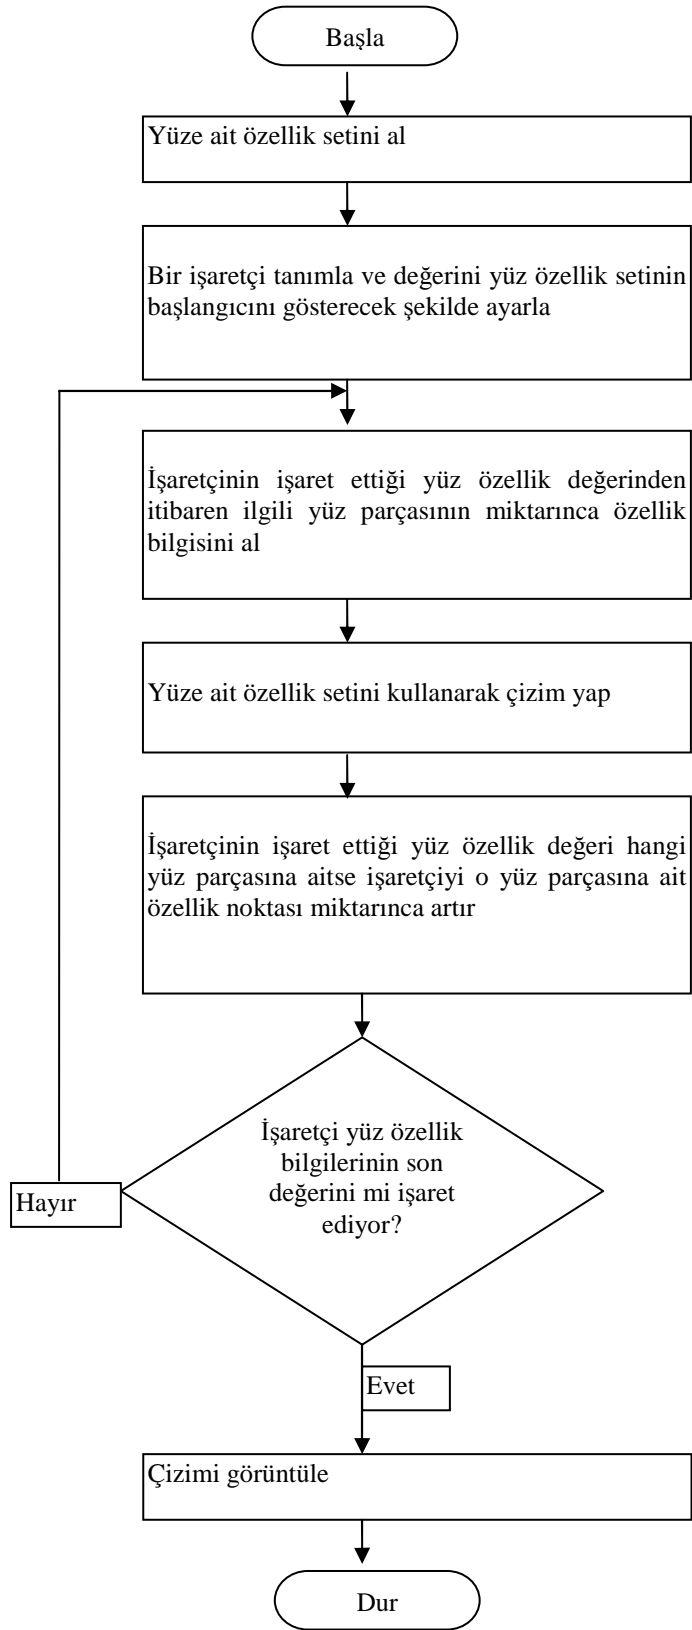 Başla
Yüze ait özellik setini al
Bir işaretçi tanımla ve değerini yüz özellik setinin
başlangıcını gösterecek şekilde ayarla
İşaretçinin işaret ettiği yüz özellik değerinden
itibaren ilgili yüz parçasının miktarınca özellik
bilgisini al
Yüze ait özellik setini kullanarak çizim yap
İşaretçinin işaret ettiği yüz özellik değeri hangi
yüz parçasına aitse işaretçiyi o yüz parçasına ait
özellik noktası miktarınca artır
İşaretçi yüz özellik
bilgilerinin son
değerini mi işaret
ediyor?
Hayır
Evet
Çizimi görüntüle
Dur